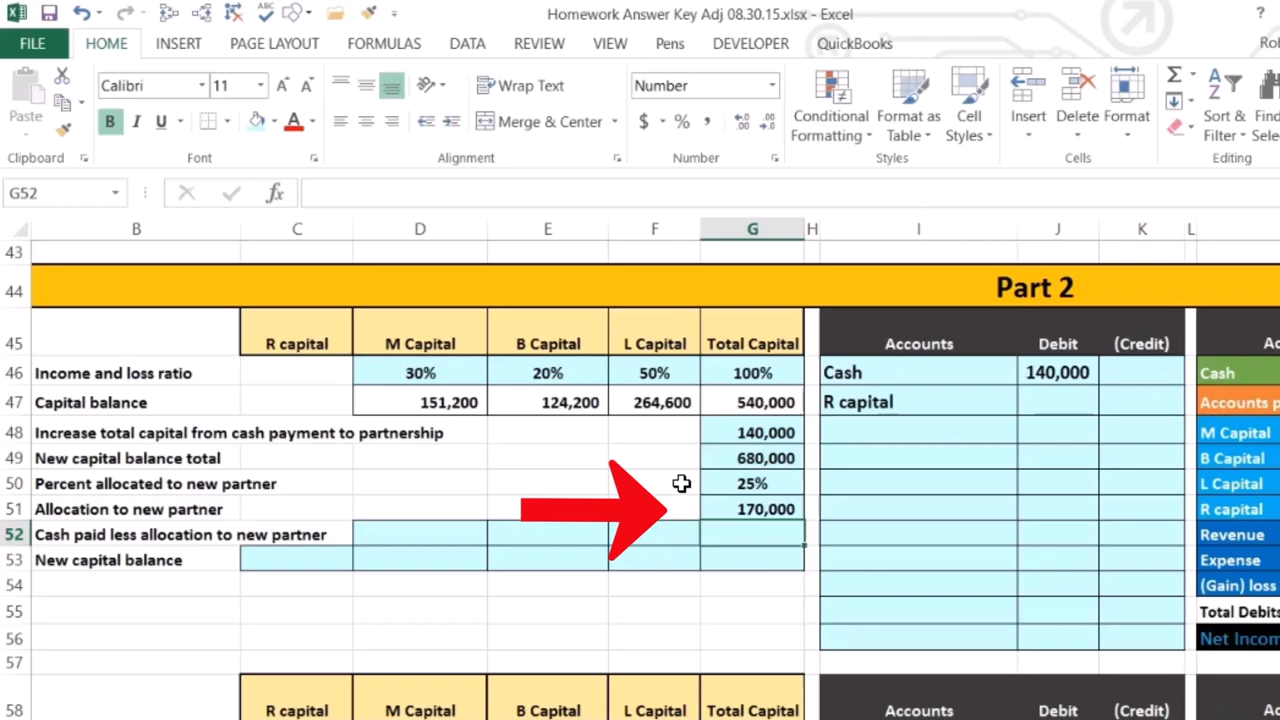 Homework Answer Key Adj 08.30.15.xlsx - Excel ?
FILE HOME INSERT PAGE LAYOUT FORMULAS DATA REVIEW VIEW Pens DEVELOPER QuickBooks
Calibri 11 Wrap Text Number
Paste B I U Merge & Center $ % , Conditional Formatting Format as Table Cell Styles Insert Delete Format Sort & Filter
Clipboard Font Alignment Number Styles Cells Editing
G52 fx
B C D E F G H I J K L
43
44 Part 2
45 R capital M Capital B Capital L Capital Total Capital Accounts Debit (Credit)
46 Income and loss ratio 30% 20% 50% 100% Cash 140,000 Cash
47 Capital balance 151,200 124,200 264,600 540,000 R capital Accounts p
48 Increase total capital from cash payment to partnership 140,000 M Capital
49 New capital balance total 680,000 B Capital
50 Percent allocated to new partner 25% L Capital
51 Allocation to new partner 170,000 R capital
52 Cash paid less allocation to new partner Revenue
53 New capital balance Expense
54 (Gain) loss
55 Total Debits
56 Net Incom
57
58 R capital M Capital B Capital L Capital Total Capital Accounts Debit (Credit)